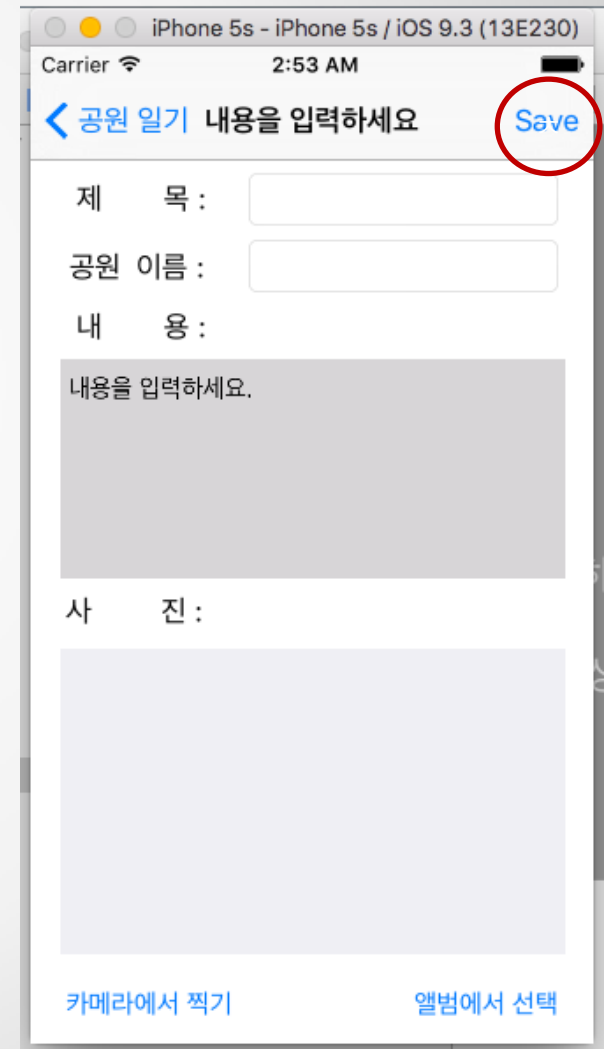 iPhone 5s - iPhone 5s / iOS 9.3 (13E230)
Carrier 2:53 AM
공원 일기 내용을 입력하세요 Save
제 목 :
공원 이름 :
내 용 :
내용을 입력하세요.
사 진 :
카메라에서 찍기 앨범에서 선택